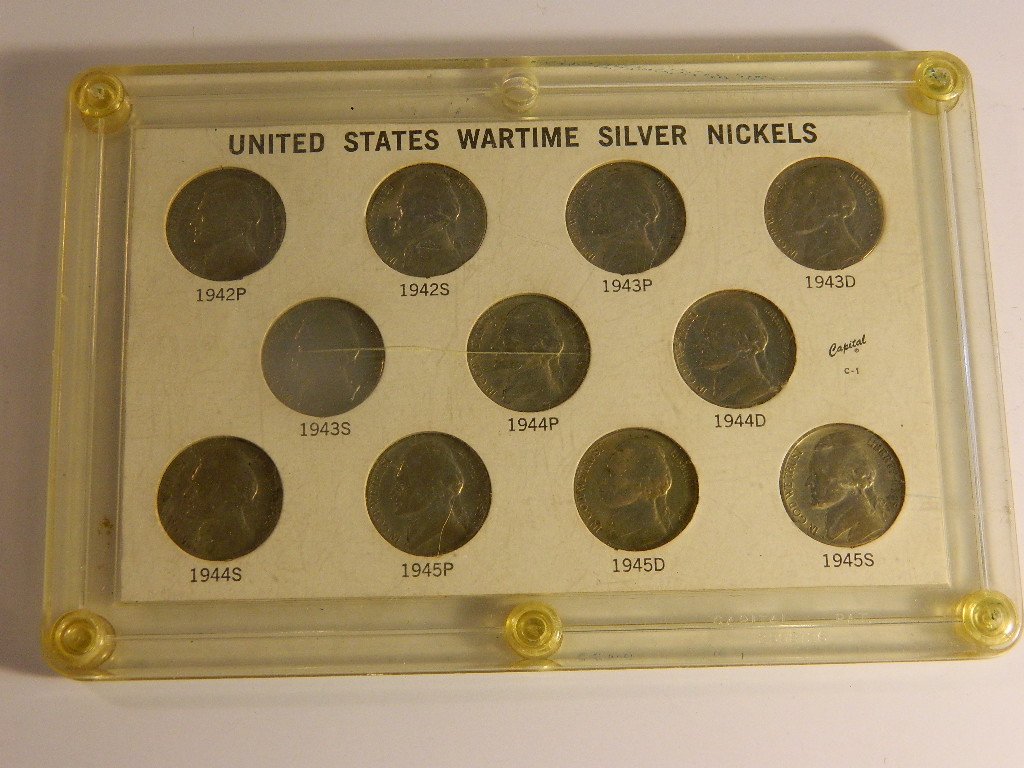 UNITED STATES WARTIME SILVER NICKELS
1942P 1942S 1943P 1943D
1943S 1944P 1944D
Capital
®
C-1
1944S 1945P 1945D 1945S